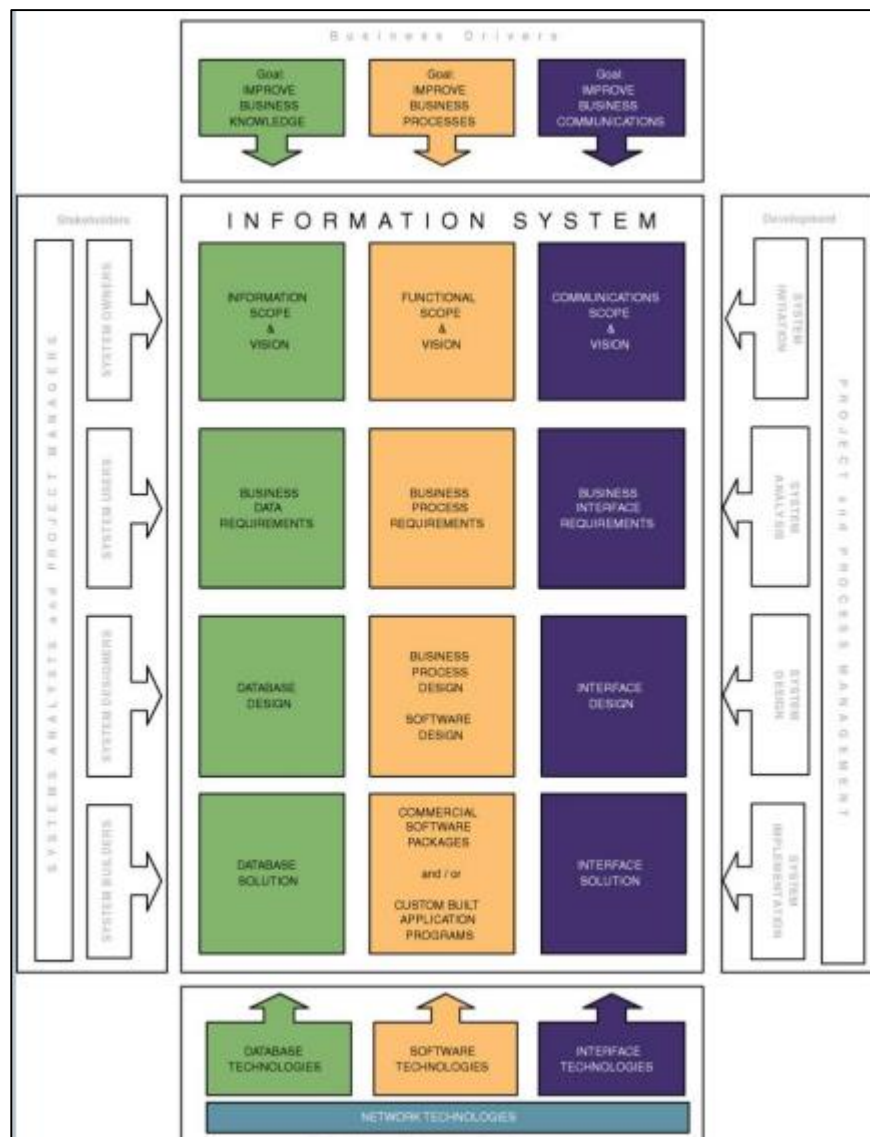 Business Drivers
Goal:
IMPROVE
BUSINESS
KNOWLEDGE
Goal:
IMPROVE
BUSINESS
PROCESSES
Goal:
IMPROVE
BUSINESS
COMMUNICATIONS
Stakeholders
SYSTEMS ANALYSTS and PROJECT MANAGERS
SYSTEM OWNERS
SYSTEM USERS
SYSTEM DESIGNERS
SYSTEM BUILDERS
INFORMATION SYSTEM
INFORMATION
SCOPE
&
VISION
FUNCTIONAL
SCOPE
&
VISION
COMMUNICATIONS
SCOPE
&
VISION
BUSINESS
DATA
REQUIREMENTS
BUSINESS
PROCESS
REQUIREMENTS
BUSINESS
INTERFACE
REQUIREMENTS
DATABASE
DESIGN
BUSINESS
PROCESS
DESIGN
SOFTWARE
DESIGN
INTERFACE
DESIGN
DATABASE
SOLUTION
COMMERCIAL
SOFTWARE
PACKAGES
and / or
CUSTOM BUILT
APPLICATION
PROGRAMS
INTERFACE
SOLUTION
Development
SYSTEM
INITIATION
SYSTEM
ANALYSIS
SYSTEM
DESIGN
SYSTEM
IMPLEMENTATION
PROJECT and PROCESS MANAGEMENT
DATABASE
TECHNOLOGIES
SOFTWARE
TECHNOLOGIES
INTERFACE
TECHNOLOGIES
NETWORK TECHNOLOGIES